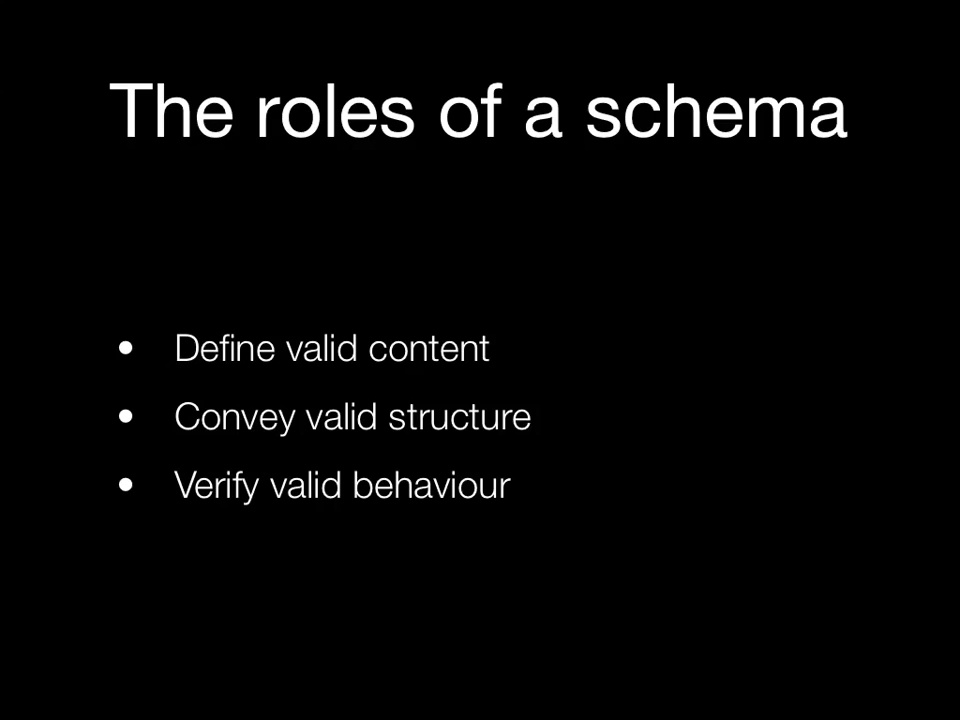 The roles of a schema
• Define valid content
• Convey valid structure
• Verify valid behaviour